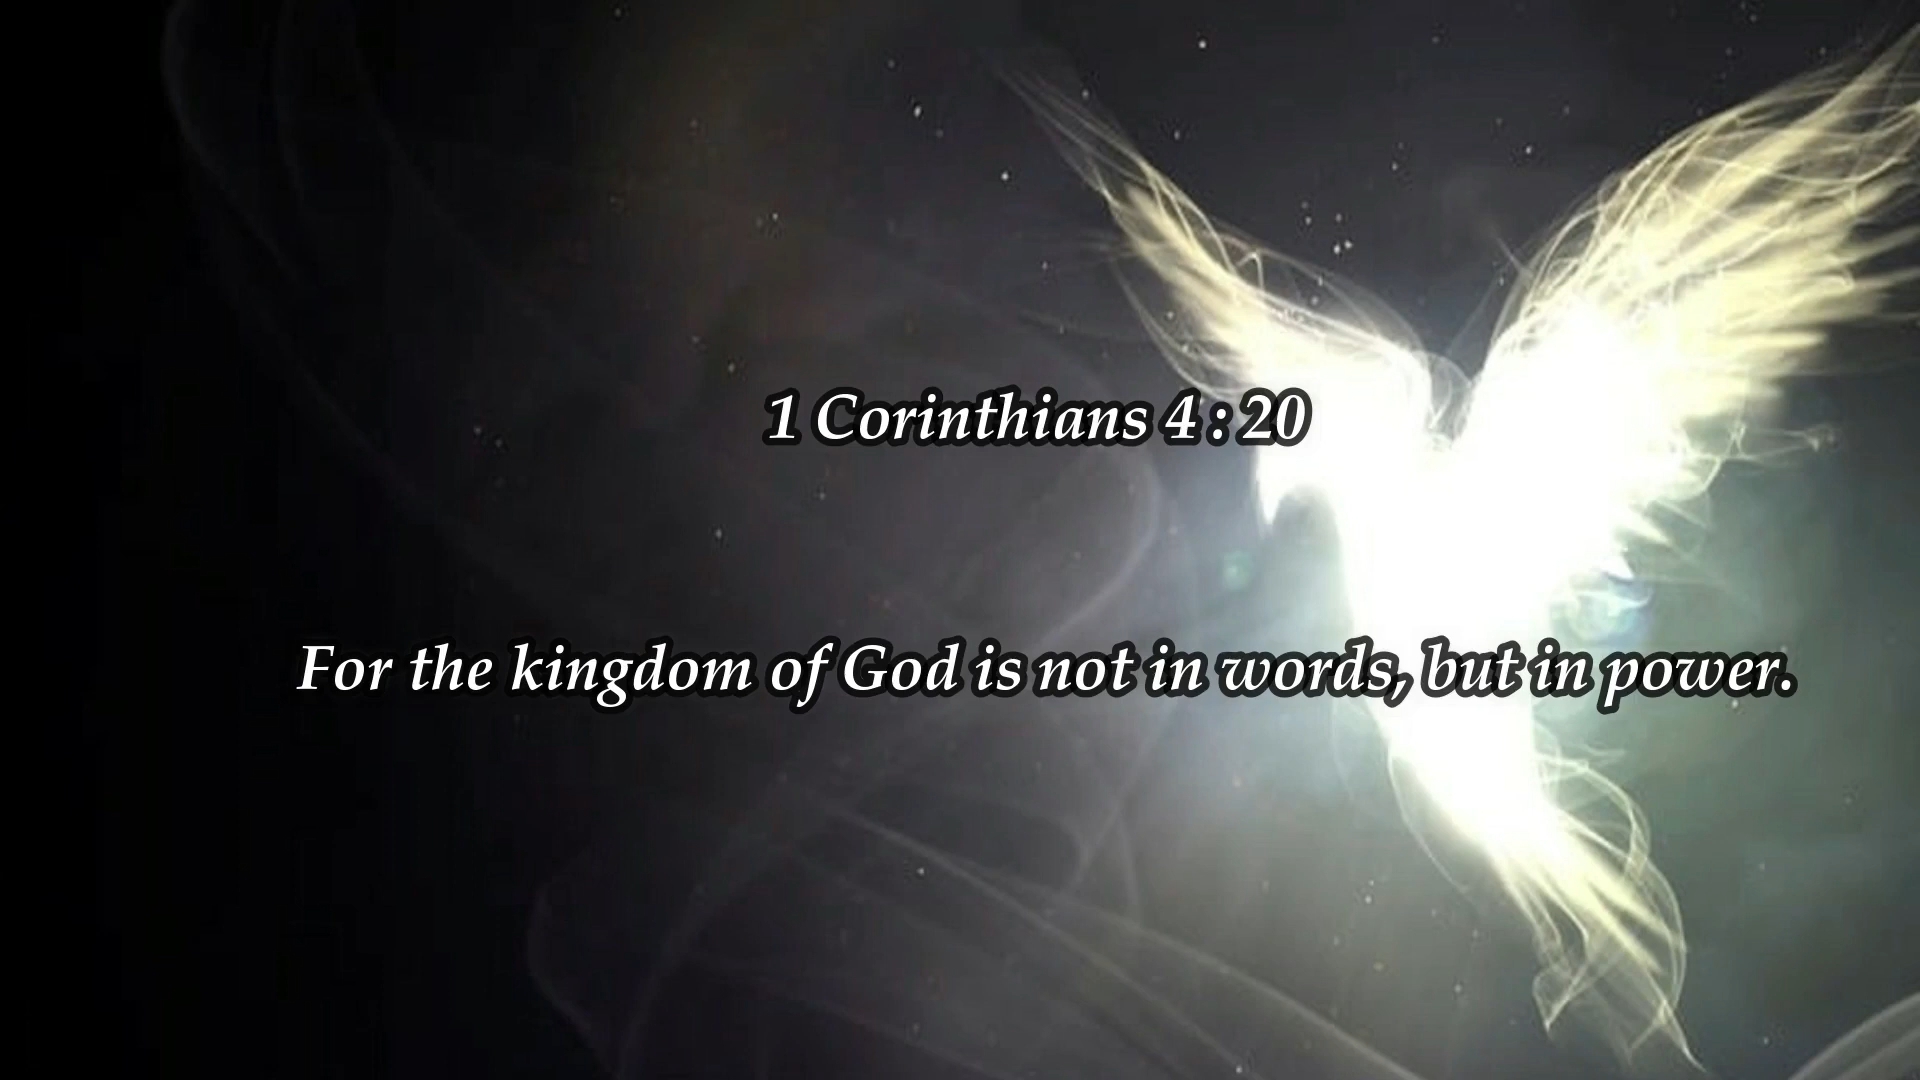 1 Corinthians 4 : 20
For the kingdom of God is not in words, but in power.